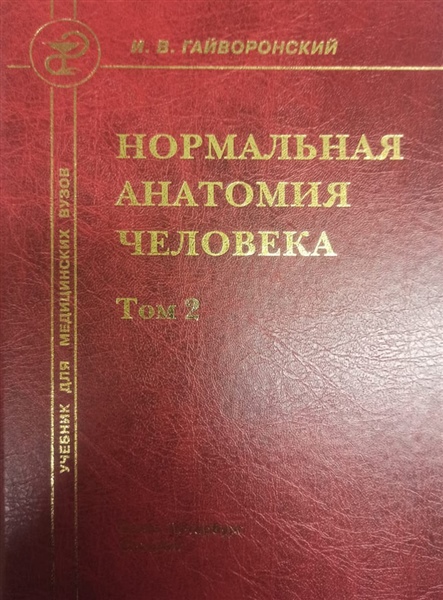 И. В. ГАЙВОРОНСКИЙ
НОРМАЛЬНАЯ
АНАТОМИЯ
ЧЕЛОВЕКА
Том 2
УЧЕБНИК ДЛЯ МЕДИЦИНСКИХ ВУЗОВ